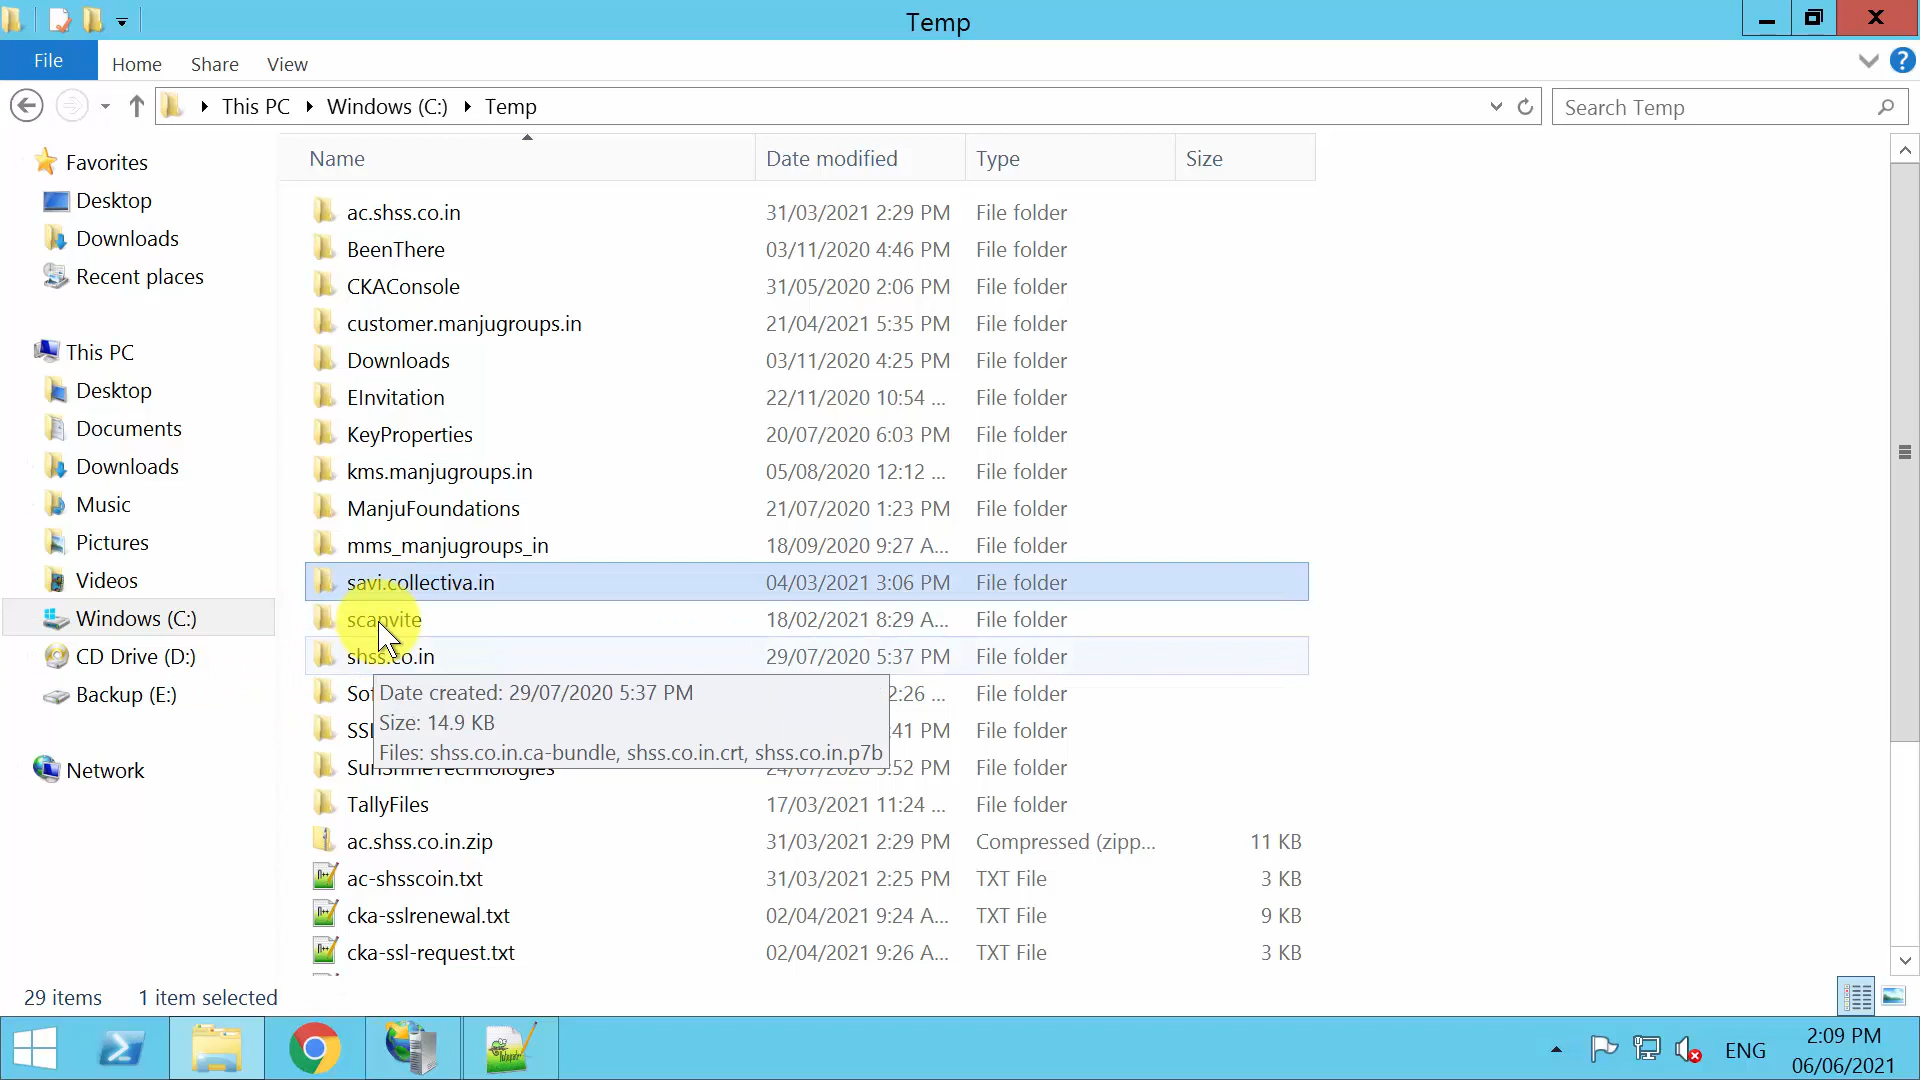 Temp
File Home Share View
This PC Windows (C:) Temp Search Temp
Name Date modified Type Size
Favorites
Desktop
Downloads
Recent places
This PC
Desktop
Documents
Downloads
Music
Pictures
Videos
Windows (C:)
CD Drive (D:)
Backup (E:)
Network
ac.shss.co.in 31/03/2021 2:29 PM File folder
BeenThere 03/11/2020 4:46 PM File folder
CKAConsole 31/05/2020 2:06 PM File folder
customer.manjugroups.in 21/04/2021 5:35 PM File folder
Downloads 03/11/2020 4:25 PM File folder
EInvitation 22/11/2020 10:54 ... File folder
KeyProperties 20/07/2020 6:03 PM File folder
kms.manjugroups.in 05/08/2020 12:12 ... File folder
ManjuFoundations 21/07/2020 1:23 PM File folder
mms_manjugroups_in 18/09/2020 9:27 A... File folder
savi.collectiva.in 04/03/2021 3:06 PM File folder
scanvite 18/02/2021 8:29 A... File folder
shss.co.in 29/07/2020 5:37 PM File folder
Sof 2:26 ... File folder
SSL :41 PM File folder
SunShineTechnologies 24/07/2020 3:52 PM File folder
Date created: 29/07/2020 5:37 PM
Size: 14.9 KB
Files: shss.co.in.ca-bundle, shss.co.in.crt, shss.co.in.p7b
TallyFiles 17/03/2021 11:24 ... File folder
ac.shss.co.in.zip 31/03/2021 2:29 PM Compressed (zipp... 11 KB
ac-shsscoin.txt 31/03/2021 2:25 PM TXT File 3 KB
cka-sslrenewal.txt 02/04/2021 9:24 A... TXT File 9 KB
cka-ssl-request.txt 02/04/2021 9:26 A... TXT File 3 KB
29 items 1 item selected
ENG 2:09 PM
06/06/2021